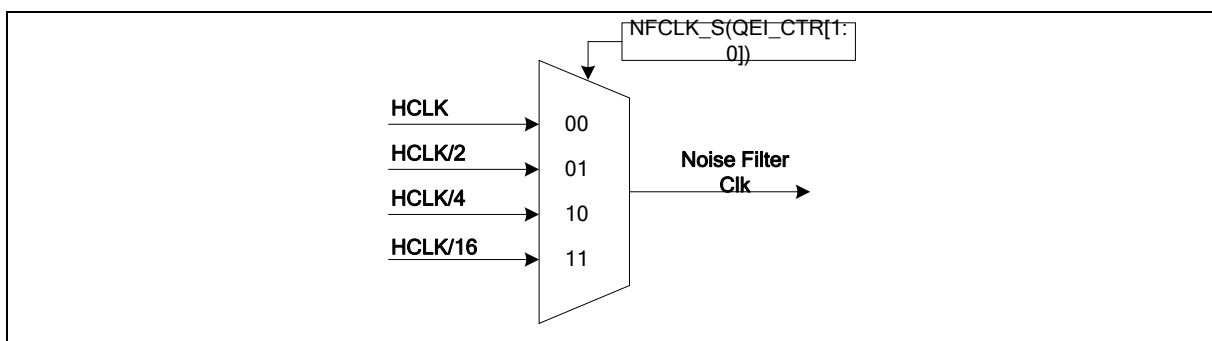 NFCLK_S(QEI_CTR[1:
0])
HCLK
00
HCLK/2
01
Noise Filter
Clk
HCLK/4
10
HCLK/16
11